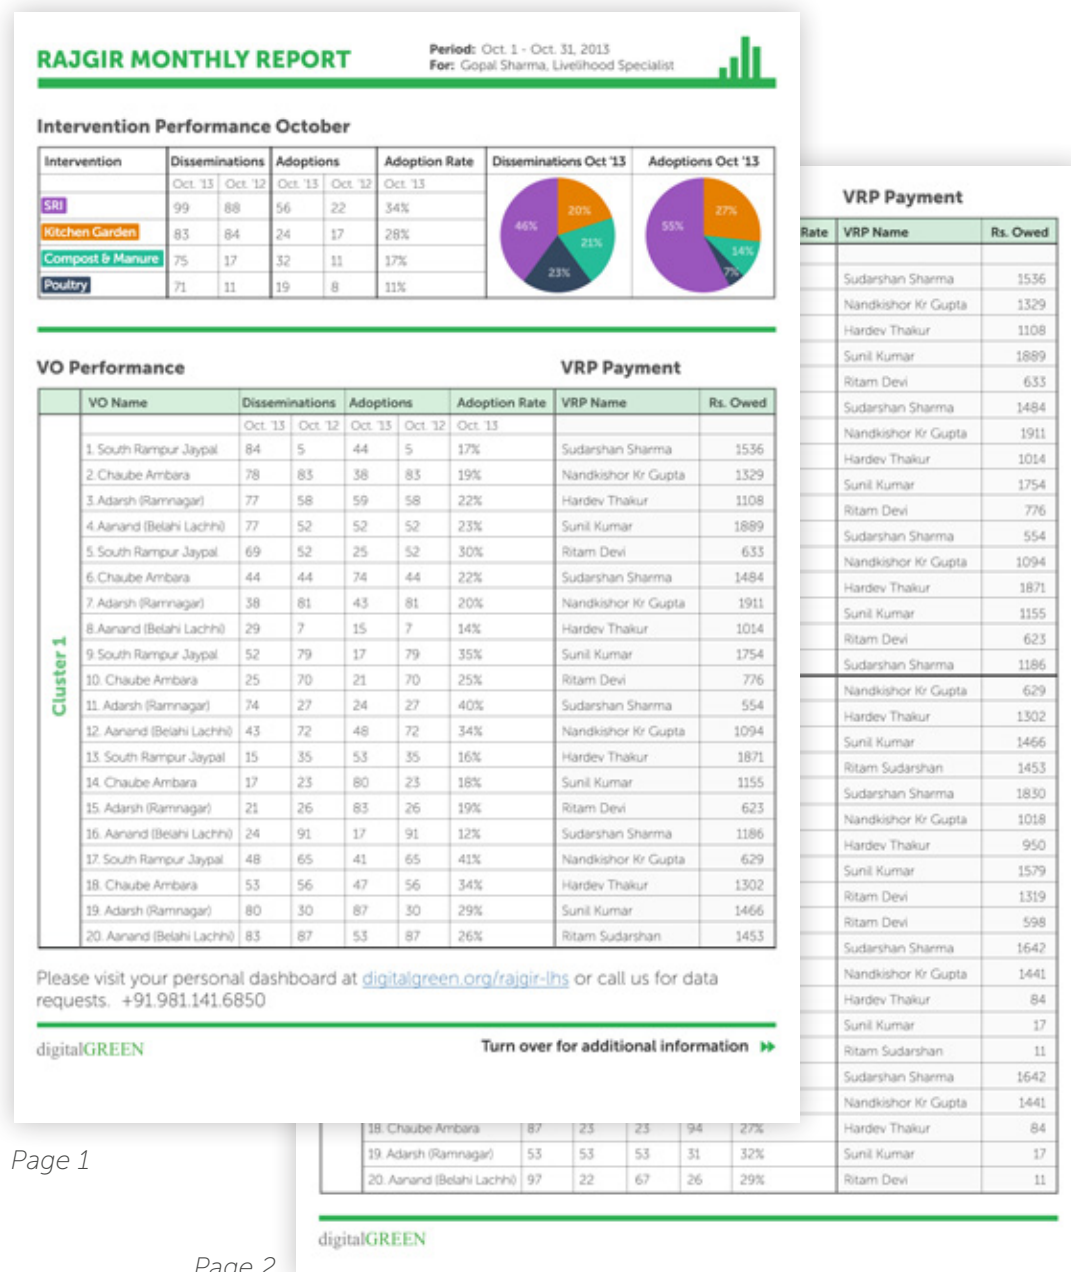 RAJGIR MONTHLY REPORT
Period: Oct. 1 - Oct. 31, 2013
For: Gopal Sharma, Livelihood Specialist
Intervention Performance October
Intervention Disseminations Adoptions Adoption Rate Disseminations Oct '13 Adoptions Oct '13
Oct. '13 Oct. '12 Oct. '13 Oct. '12 Oct. '13
SRI 99 88 56 22 34%
Kitchen Garden 83 84 24 17 28%
Compost & Manure 75 17 32 11 17%
Poultry 71 11 19 8 11%
46% 20% 21% 23%
55% 27% 14% 7%
VO Performance VRP Payment
VO Name Disseminations Adoptions Adoption Rate VRP Name Rs. Owed
Oct. '13 Oct. '12 Oct. '13 Oct. '12 Oct. '13
Cluster 1
1. South Rampur Jaypal 84 5 44 5 17% Sudarshan Sharma 1536
2. Chaube Ambara 78 83 38 83 19% Nandkishor Kr Gupta 1329
3. Adarsh (Ramnagar) 77 58 59 58 22% Hardev Thakur 1108
4. Aanand (Belahi Lachhi) 77 52 52 52 23% Sunil Kumar 1889
5. South Rampur Jaypal 69 52 25 52 30% Ritam Devi 633
6. Chaube Ambara 44 44 74 44 22% Sudarshan Sharma 1484
7. Adarsh (Ramnagar) 38 81 43 81 20% Nandkishor Kr Gupta 1911
8. Aanand (Belahi Lachhi) 29 7 15 7 14% Hardev Thakur 1014
9. South Rampur Jaypal 52 79 17 79 35% Sunil Kumar 1754
10. Chaube Ambara 25 70 21 70 25% Ritam Devi 776
11. Adarsh (Ramnagar) 74 27 24 27 40% Sudarshan Sharma 554
12. Aanand (Belahi Lachhi) 43 72 48 72 34% Nandkishor Kr Gupta 1094
13. South Rampur Jaypal 15 35 53 35 16% Hardev Thakur 1871
14. Chaube Ambara 17 23 80 23 18% Sunil Kumar 1155
15. Adarsh (Ramnagar) 21 26 83 26 19% Ritam Devi 623
16. Aanand (Belahi Lachhi) 24 91 17 91 12% Sudarshan Sharma 1186
17. South Rampur Jaypal 48 65 41 65 41% Nandkishor Kr Gupta 629
18. Chaube Ambara 53 56 47 56 34% Hardev Thakur 1302
19. Adarsh (Ramnagar) 80 30 87 30 29% Sunil Kumar 1466
20. Aanand (Belahi Lachhi) 83 87 53 87 26% Ritam Sudarshan 1453
Please visit your personal dashboard at digitalgreen.org/rajgir-lhs or call us for data
requests. +91.981.141.6850
digitalGREEN
Turn over for additional information
Page 1
VRP Payment
Rate VRP Name Rs. Owed
Sudarshan Sharma 1536
Nandkishor Kr Gupta 1329
Hardev Thakur 1108
Sunil Kumar 1889
Ritam Devi 633
Sudarshan Sharma 1484
Nandkishor Kr Gupta 1911
Hardev Thakur 1014
Sunil Kumar 1754
Ritam Devi 776
Sudarshan Sharma 554
Nandkishor Kr Gupta 1094
Hardev Thakur 1871
Sunil Kumar 1155
Ritam Devi 623
Sudarshan Sharma 1186
Nandkishor Kr Gupta 629
Hardev Thakur 1302
Sunil Kumar 1466
Ritam Sudarshan 1453
Sudarshan Sharma 1830
Nandkishor Kr Gupta 1018
Hardev Thakur 950
Sunil Kumar 1579
Ritam Devi 1319
Ritam Devi 598
Sudarshan Sharma 1642
Nandkishor Kr Gupta 1441
Hardev Thakur 84
Sunil Kumar 17
Ritam Sudarshan 11
Sudarshan Sharma 1642
Nandkishor Kr Gupta 1441
18. Chaube Ambara 87 23 23 94 27% Hardev Thakur 84
19. Adarsh (Ramnagar) 53 53 53 31 32% Sunil Kumar 17
20. Aanand (Belahi Lachhi) 97 22 67 26 29% Ritam Devi 11
digitalGREEN
Page 2